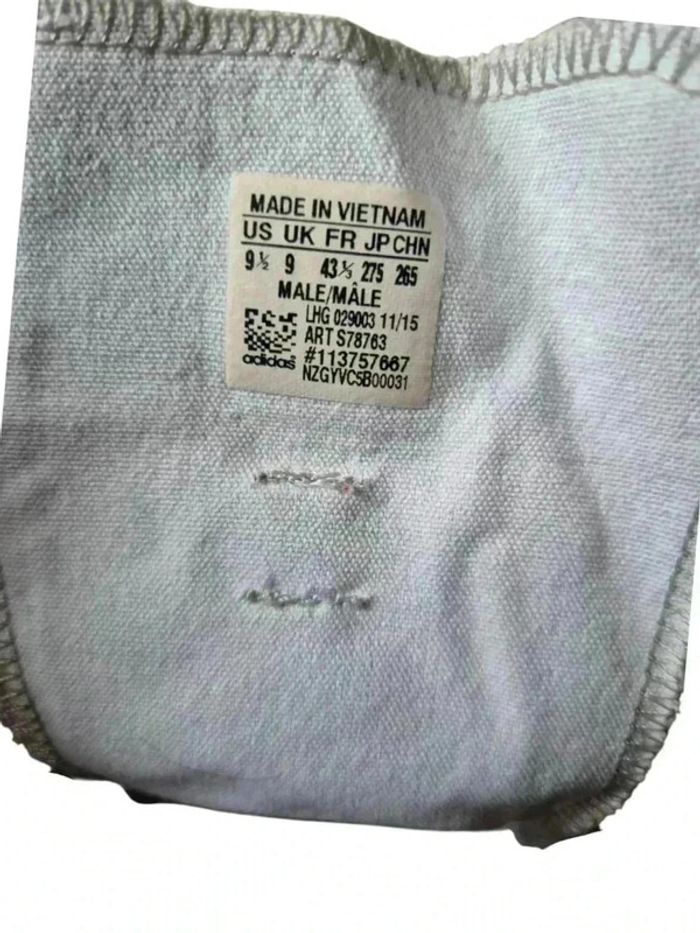 MADE IN VIETNAM
US UK FR JP CHN
9½ 9 43⅓ 275 265
MALE/MÂLE
LHG 029003 11/15
ART S78763
adidas #113757667
NZGYVC5B00031